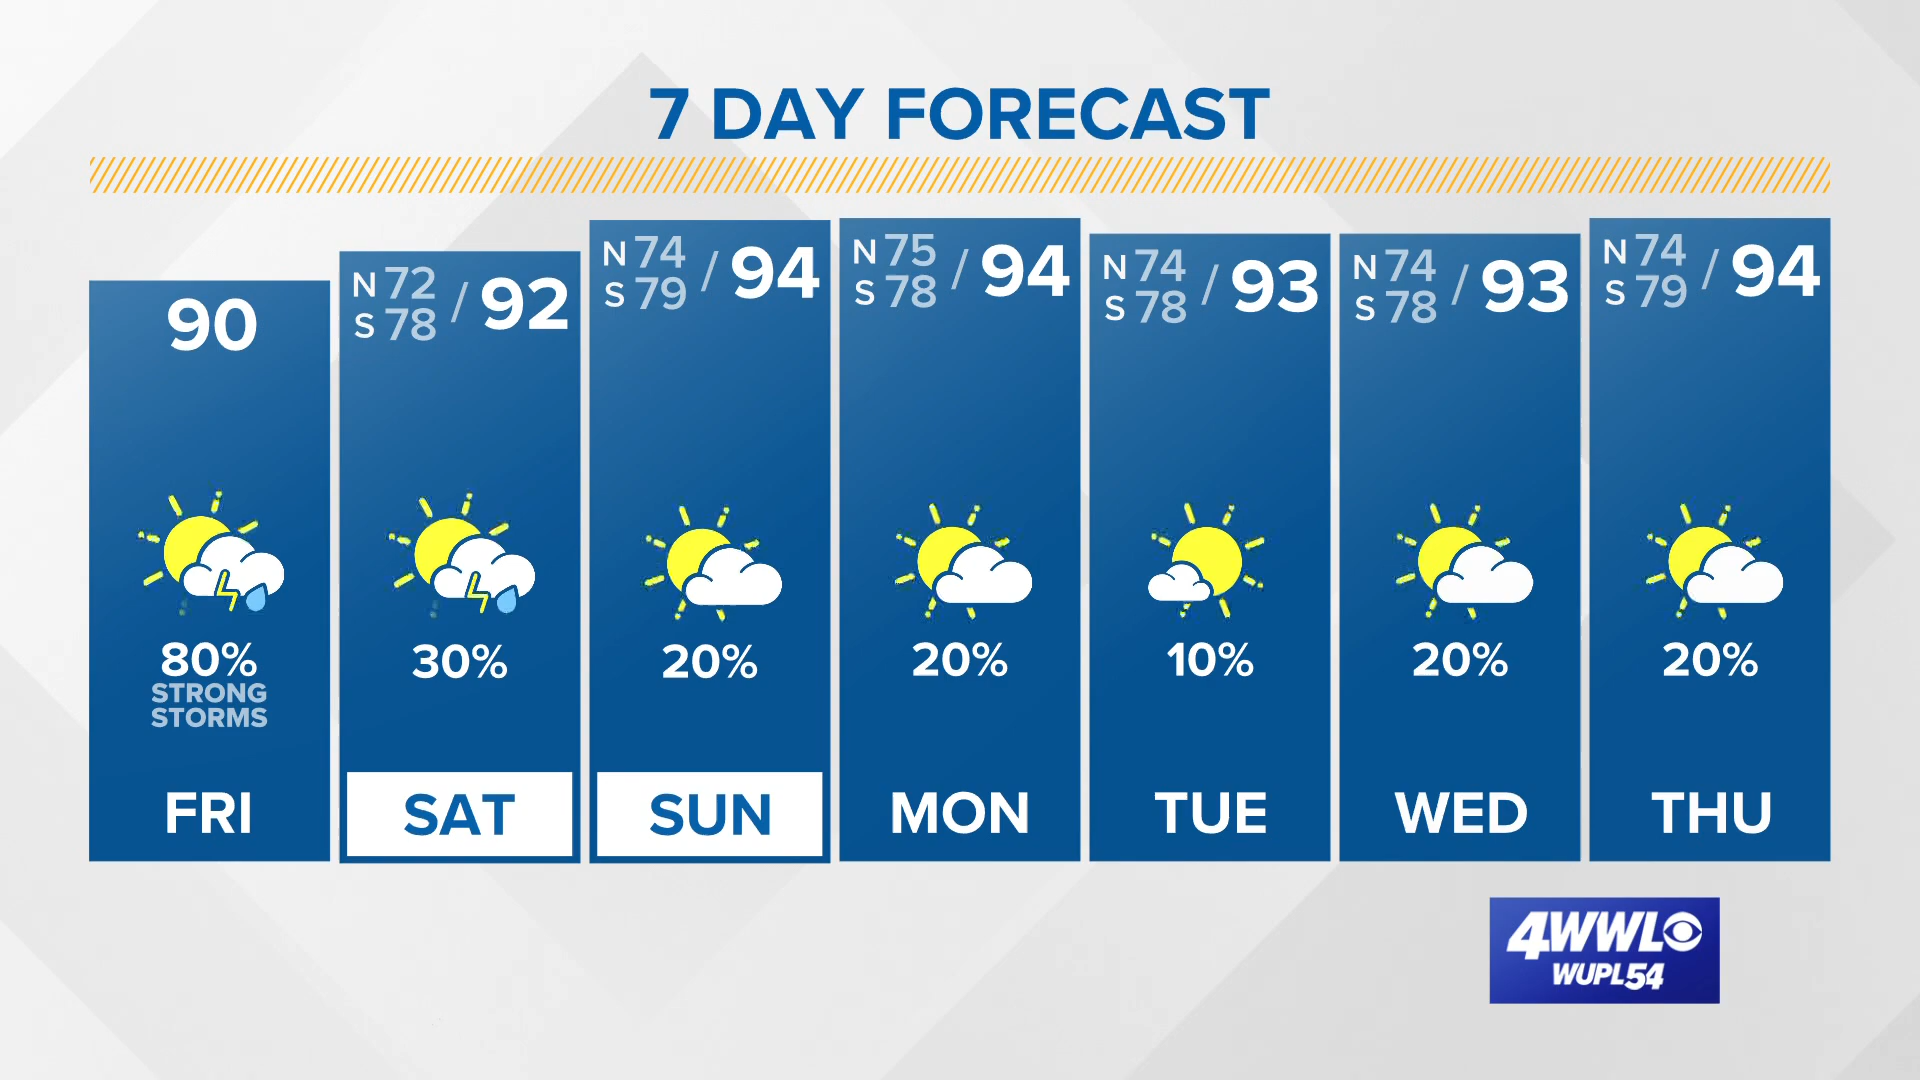 7 DAY FORECAST
90
80%
STRONG
STORMS
FRI
N 72 / 92
S 78
30%
SAT
N 74 / 94
S 79
20%
SUN
N 75 / 94
S 78
20%
MON
N 74 / 93
S 78
10%
TUE
N 74 / 93
S 78
20%
WED
N 74 / 94
S 79
20%
THU
4WWL
WUPL54